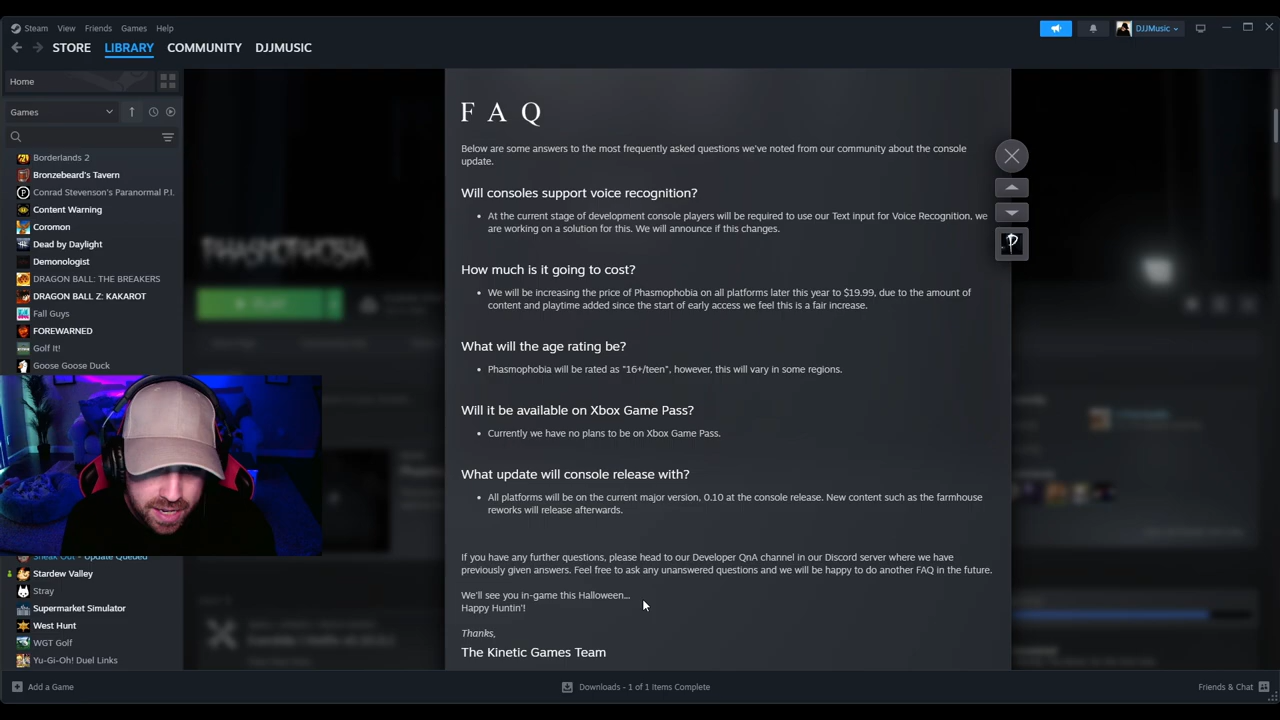 Steam View Friends Games Help
DJJMusic
STORE LIBRARY COMMUNITY DJJMUSIC
Home
Games
Borderlands 2
Bronzebeard's Tavern
Conrad Stevenson's Paranormal P.I.
Content Warning
Coromon
Dead by Daylight
Demonologist
DRAGON BALL: THE BREAKERS
DRAGON BALL Z: KAKAROT
Fall Guys
FOREWARNED
Golf It!
Goose Goose Duck
Sneak Out - Update Queued
Stardew Valley
Stray
Supermarket Simulator
West Hunt
WGT Golf
Yu-Gi-Oh! Duel Links
PHASMOPHOBIA
PLAY
F A Q
Below are some answers to the most frequently asked questions we've noted from our community about the console
update.
Will consoles support voice recognition?
• At the current stage of development console players will be required to use our Text input for Voice Recognition, we
are working on a solution for this. We will announce if this changes.
How much is it going to cost?
• We will be increasing the price of Phasmophobia on all platforms later this year to $19.99, due to the amount of
content and playtime added since the start of early access we feel this is a fair increase.
What will the age rating be?
• Phasmophobia will be rated as "16+/teen", however, this will vary in some regions.
Will it be available on Xbox Game Pass?
• Currently we have no plans to be on Xbox Game Pass.
What update will console release with?
• All platforms will be on the current major version, 0.10 at the console release. New content such as the farmhouse
reworks will release afterwards.
If you have any further questions, please head to our Developer QnA channel in our Discord server where we have
previously given answers. Feel free to ask any unanswered questions and we will be happy to do another FAQ in the future.
We'll see you in-game this Halloween...
Happy Huntin'!
Thanks,
The Kinetic Games Team
Add a Game
Downloads - 1 of 1 Items Complete
Friends & Chat